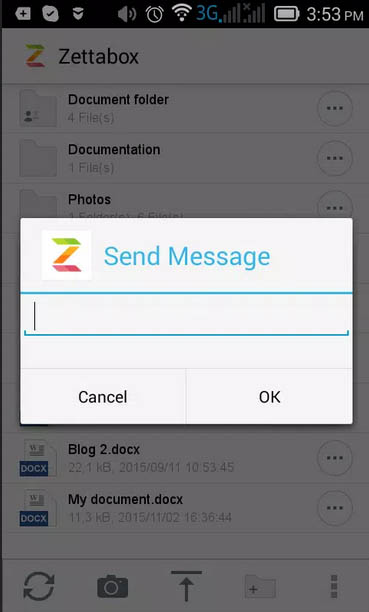 3G
3:53 PM
Zettabox
Document folder
4 File(s)
Documentation
1 File(s)
Photos
1 Folder(s), 6 File(s)
Send Message
Cancel
OK
Blog 2.docx
DOCX
22,1 kB, 2015/09/11 10:53:45
My document.docx
DOCX
11,3 kB, 2015/11/02 16:36:44